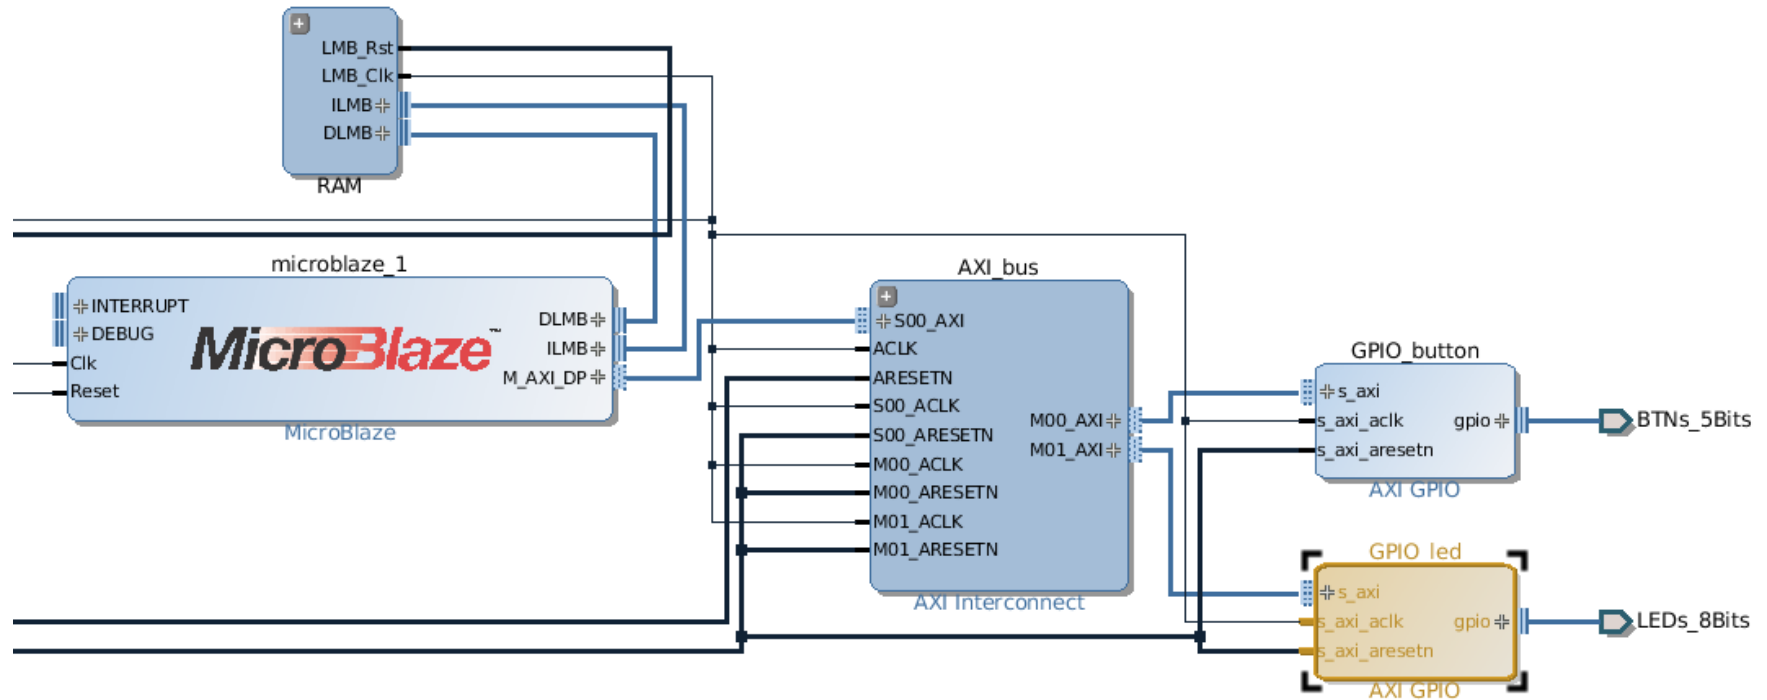 LMB_Rst
LMB_Clk
ILMB
DLMB
RAM
microblaze_1
INTERRUPT
DEBUG
Clk
Reset
MicroBlaze™
DLMB
ILMB
M_AXI_DP
MicroBlaze
AXI_bus
S00_AXI
ACLK
ARESETN
S00_ACLK
S00_ARESETN
M00_ACLK
M00_ARESETN
M01_ACLK
M01_ARESETN
M00_AXI
M01_AXI
AXI Interconnect
GPIO_button
s_axi
s_axi_aclk
s_axi_aresetn
gpio
AXI GPIO
BTNs_5Bits
GPIO_led
s_axi
s_axi_aclk
s_axi_aresetn
gpio
AXI GPIO
LEDs_8Bits